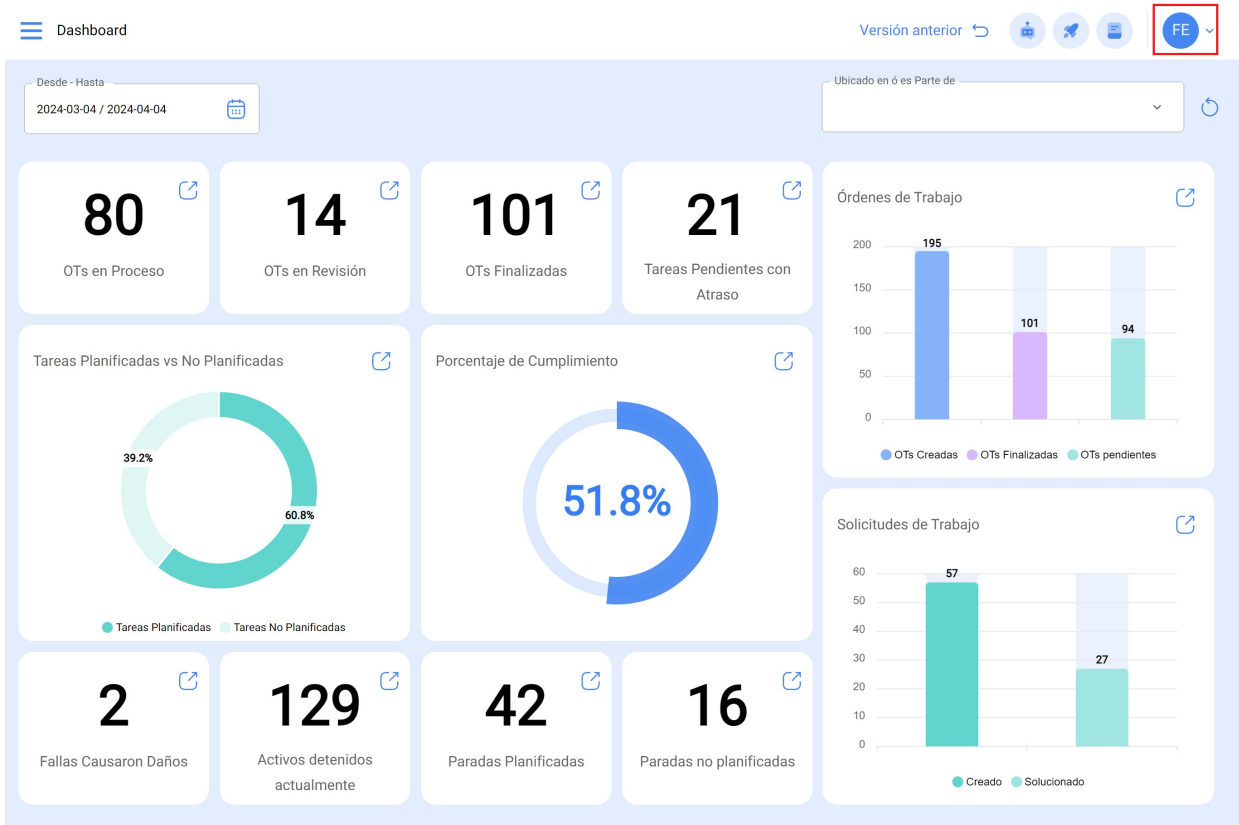 Dashboard
Versión anterior
FE
Desde - Hasta
2024-03-04 / 2024-04-04
Ubicado en ó es Parte de
80
OTs en Proceso
14
OTs en Revisión
101
OTs Finalizadas
21
Tareas Pendientes con
Atraso
Órdenes de Trabajo
200
150
100
50
0
195
101
94
OTs Creadas
OTs Finalizadas
OTs pendientes
Tareas Planificadas vs No Planificadas
39.2%
60.8%
Tareas Planificadas
Tareas No Planificadas
Porcentaje de Cumplimiento
51.8%
Solicitudes de Trabajo
60
50
40
30
20
10
0
57
27
Creado
Solucionado
2
Fallas Causaron Daños
129
Activos detenidos
actualmente
42
Paradas Planificadas
16
Paradas no planificadas